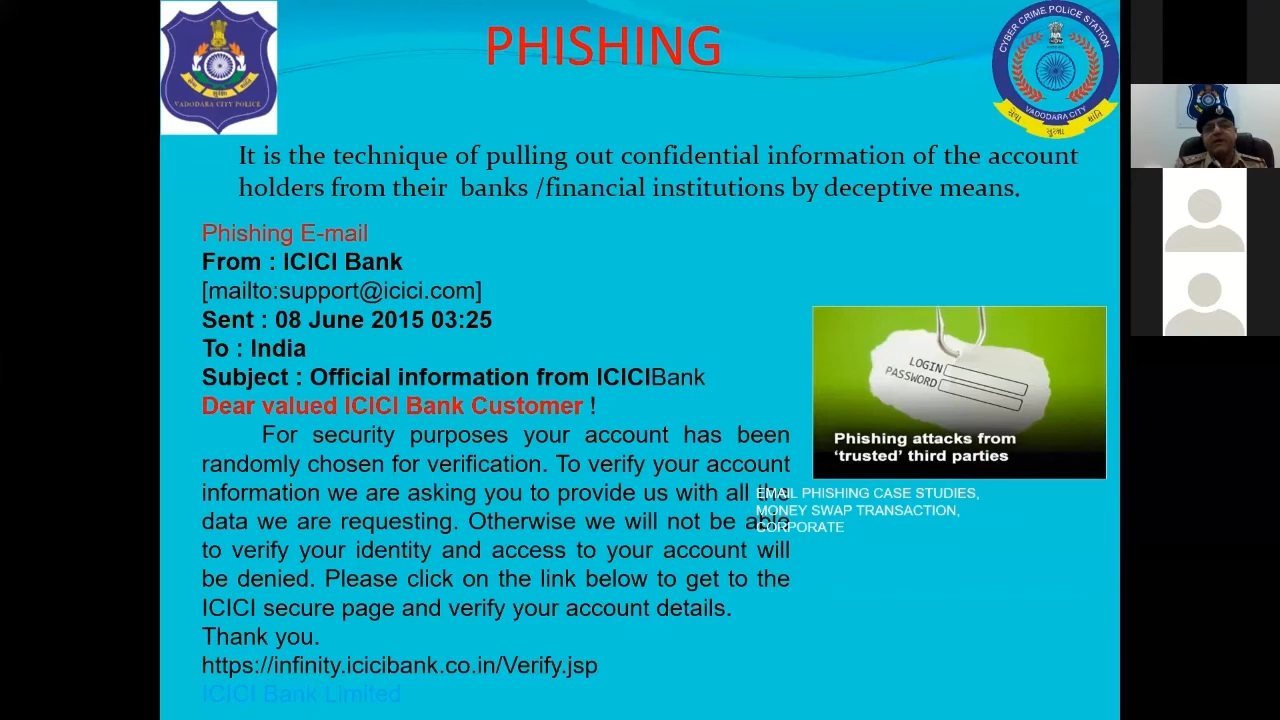 PHISHING
VADODARA CITY POLICE
CYBER CRIME POLICE STATION
VADODARA CITY
સેવા
સુરક્ષા
શાંતિ
It is the technique of pulling out confidential information of the account
holders from their banks /financial institutions by deceptive means.
Phishing E-mail
From : ICICI Bank
[mailto:support@icici.com]
Sent : 08 June 2015 03:25
To : India
Subject : Official information from ICICIBank
Dear valued ICICI Bank Customer !
For security purposes your account has been
randomly chosen for verification. To verify your account
information we are asking you to provide us with all the
data we are requesting. Otherwise we will not be able
to verify your identity and access to your account will
be denied. Please click on the link below to get to the
ICICI secure page and verify your account details.
Thank you.
https://infinity.icicibank.co.in/Verify.jsp
ICICI Bank Limited
LOGIN
PASSWORD
Phishing attacks from
‘trusted’ third parties
EMAIL PHISHING CASE STUDIES,
MONEY SWAP TRANSACTION,
CORPORATE